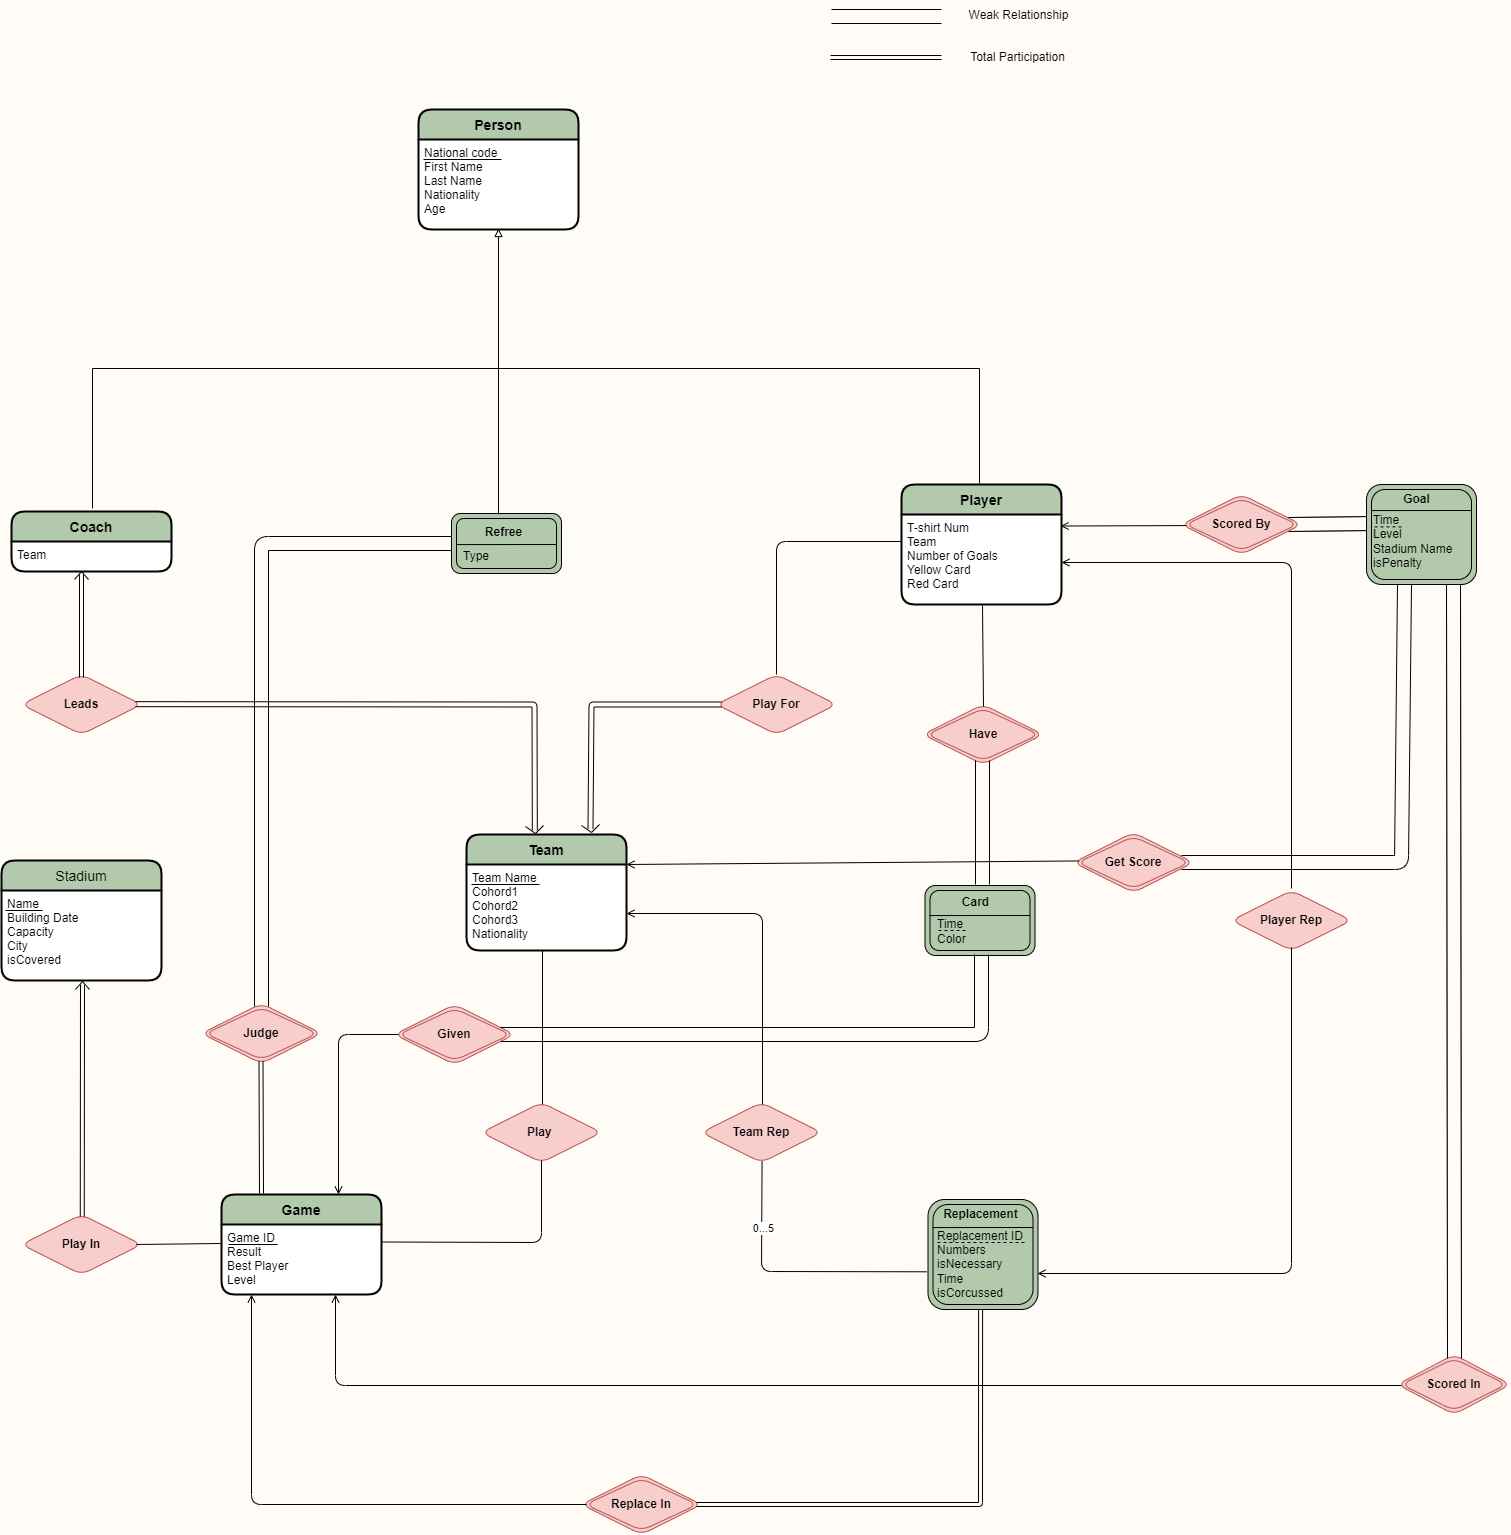 Weak Relationship
Total Participation
Person
National code
First Name
Last Name
Nationality
Age
Coach
Team
Refree
Type
Player
T-shirt Num
Team
Number of Goals
Yellow Card
Red Card
Scored By
Goal
Time
Level
Stadium Name
isPenalty
Leads
Play For
Have
Team
Team Name
Cohord1
Cohord2
Cohord3
Nationality
Get Score
Stadium
Name
Building Date
Capacity
City
isCovered
Card
Time
Color
Player Rep
Judge
Given
Play
Team Rep
0...5
Play In
Game
Game ID
Result
Best Player
Level
Replacement
Replacement ID
Numbers
isNecessary
Time
isCorcussed
Scored In
Replace In